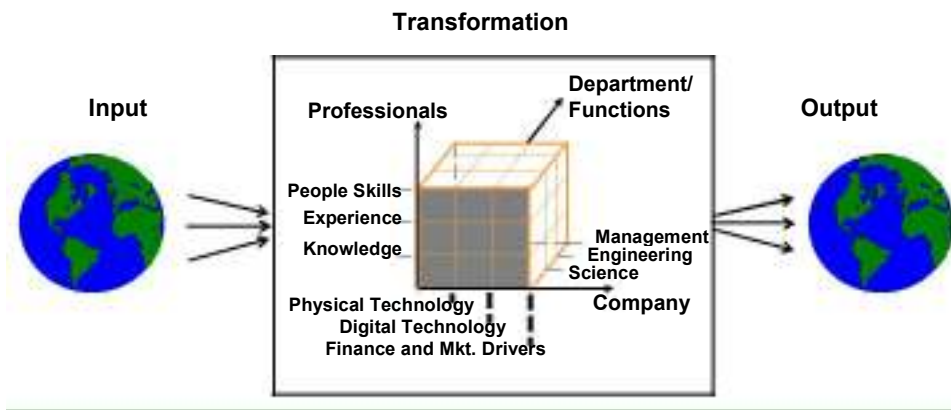 Transformation
Input
Output
Professionals
Department/
Functions
People Skills
Experience
Knowledge
Management
Engineering
Science
Company
Physical Technology
Digital Technology
Finance and Mkt. Drivers